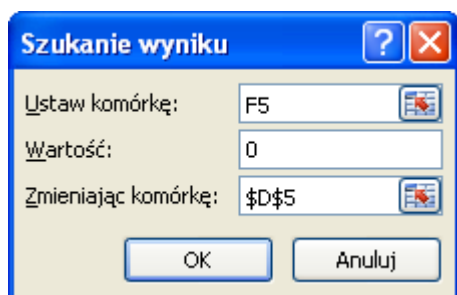 Szukanie wyniku
Ustaw komórkę: F5
Wartość: 0
Zmieniając komórkę: $D$5
OK Anuluj